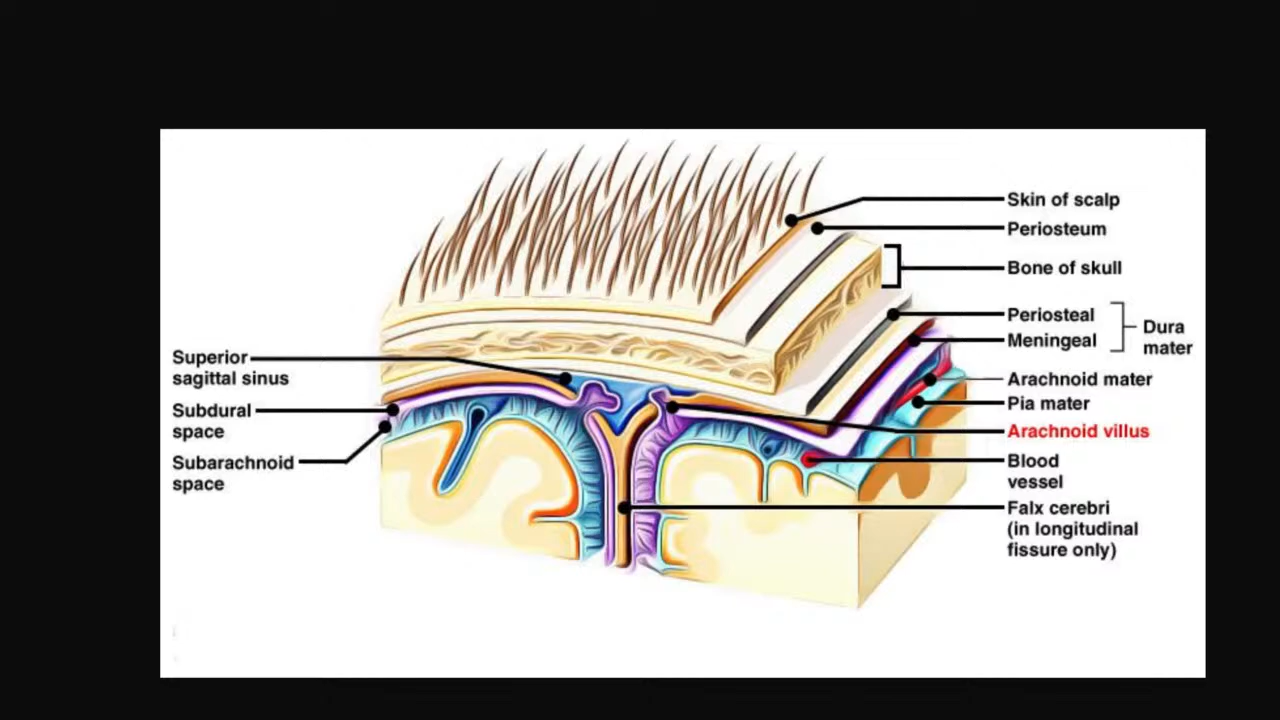 Skin of scalp
Periosteum
Bone of skull
Periosteal
Meningeal
Dura
mater
Arachnoid mater
Pia mater
Arachnoid villus
Blood
vessel
Falx cerebri
(in longitudinal
fissure only)
Superior
sagittal sinus
Subdural
space
Subarachnoid
space